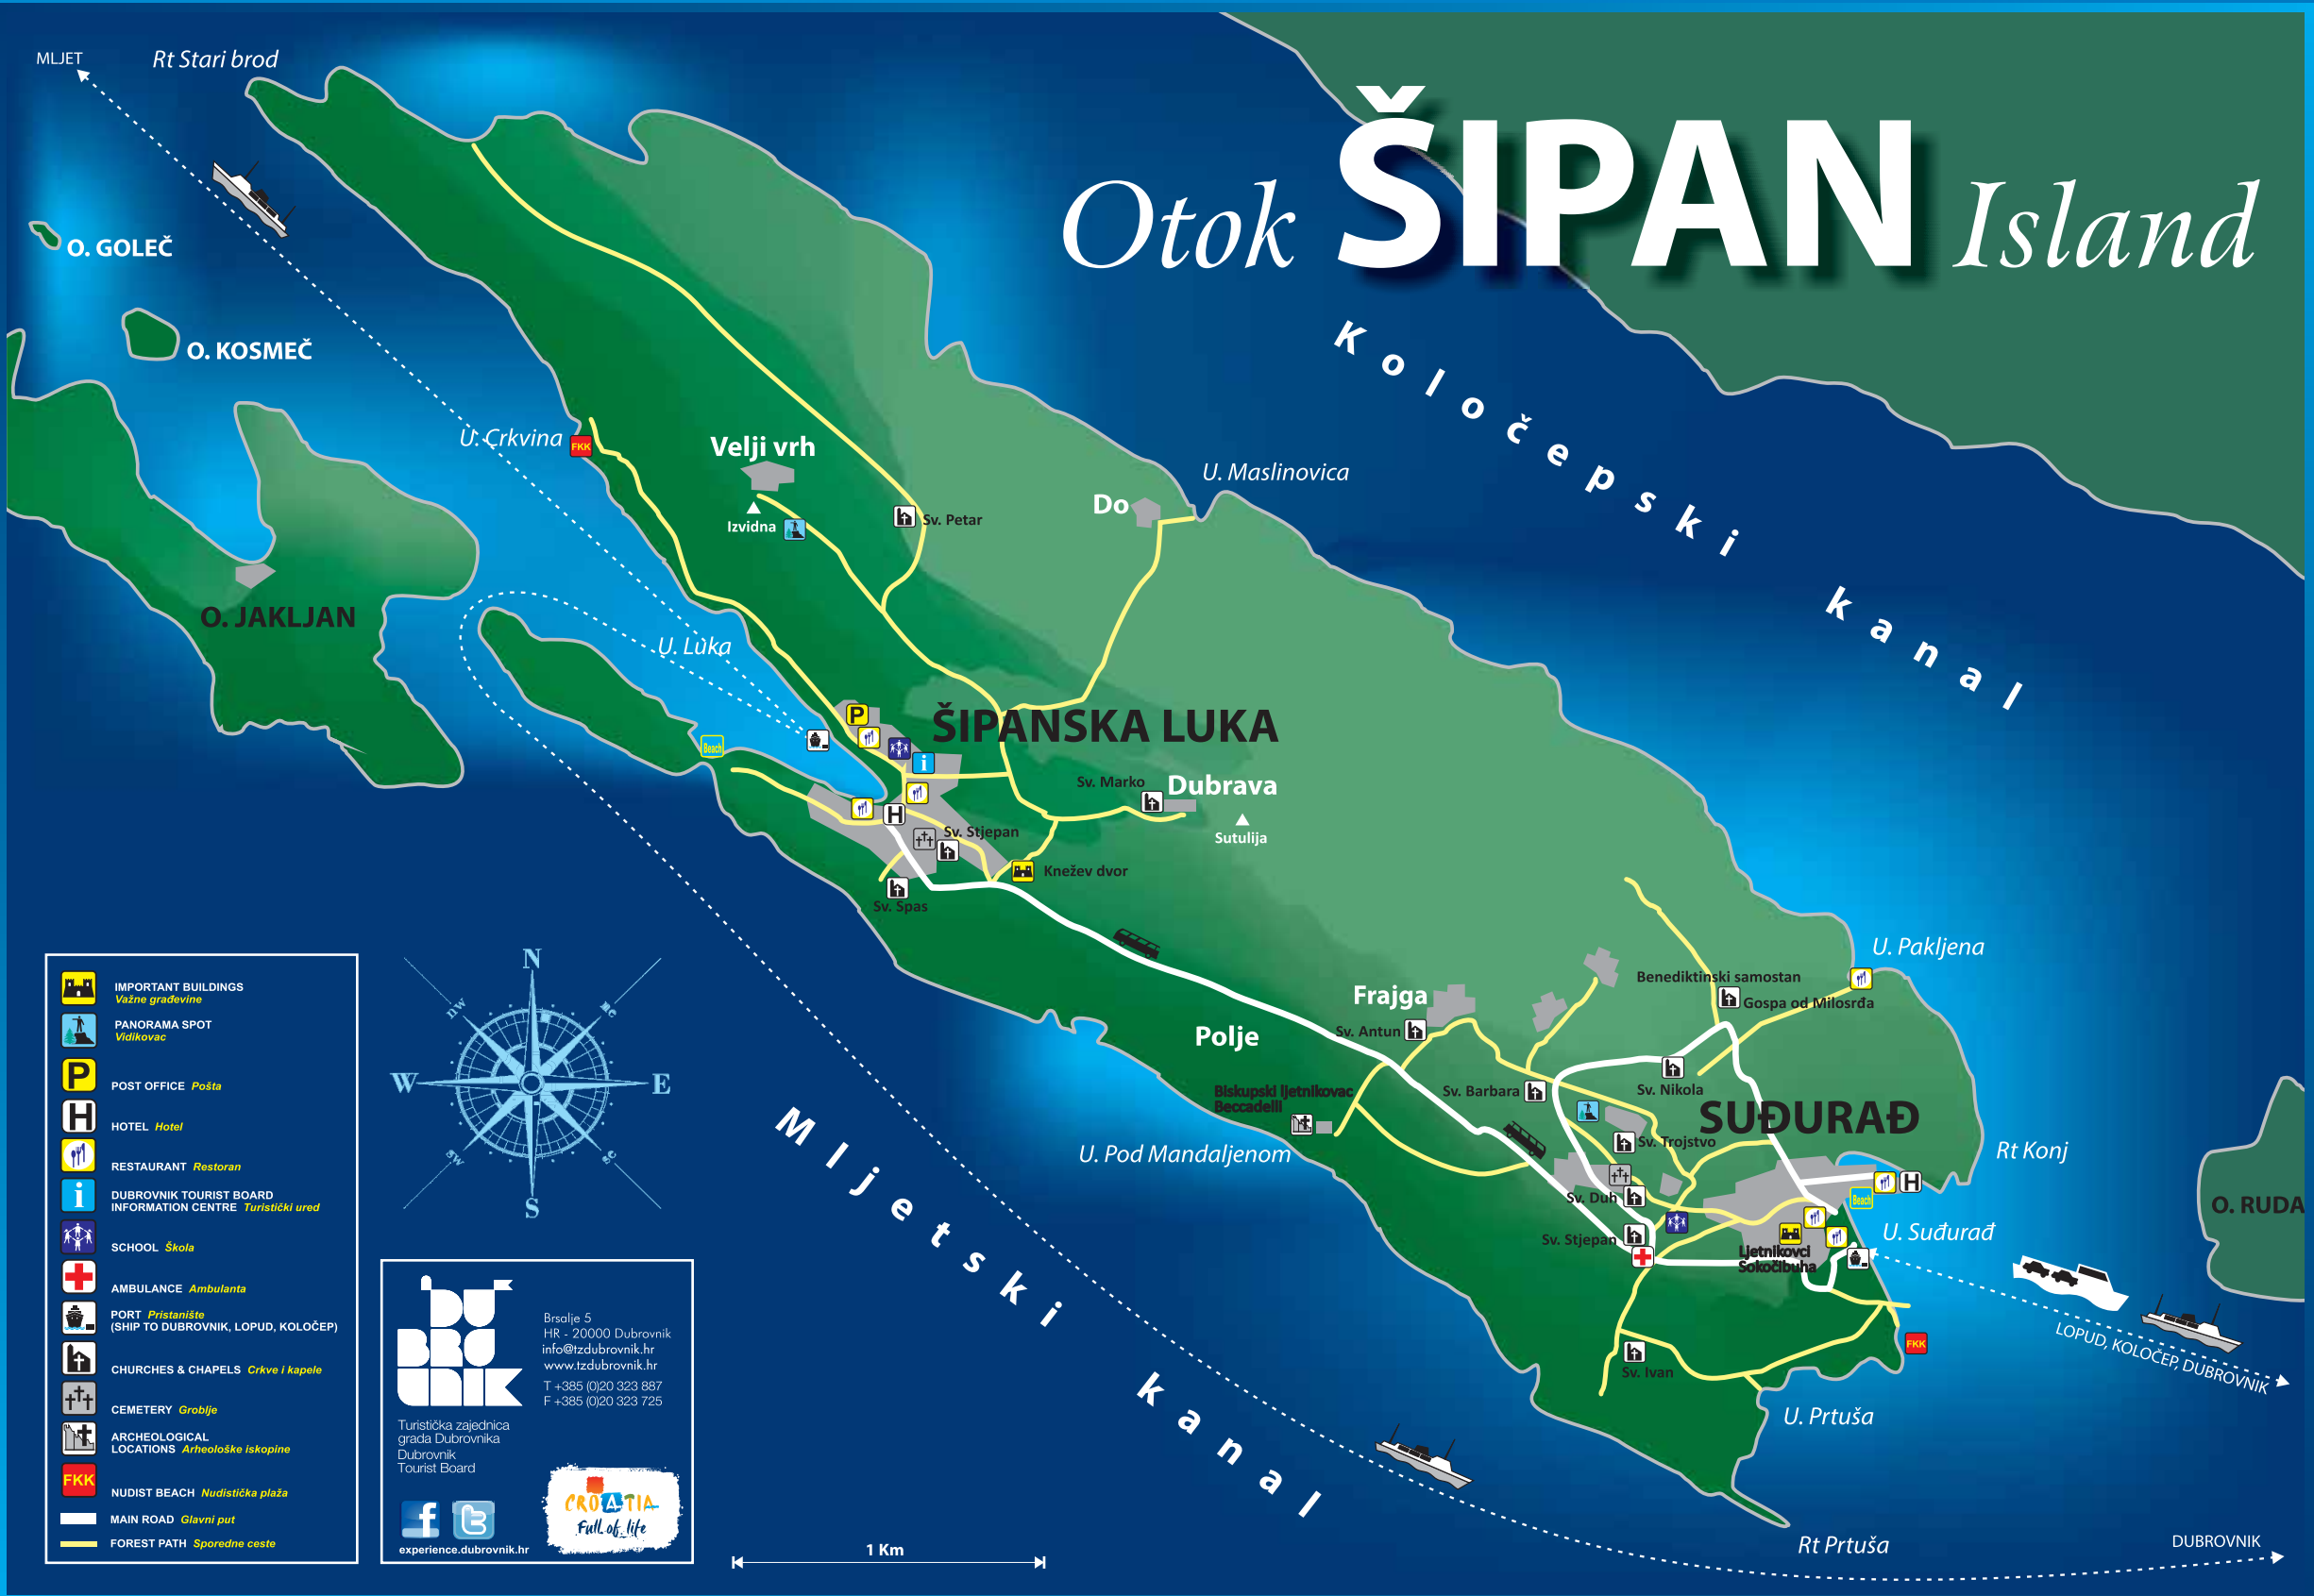 MLJET
Rt Stari brod
Otok ŠIPAN Island
O. GOLEČ
O. KOSMEČ
Koločepski kanal
U. Crkvina
FKK
Velji vrh
Izvidna
Sv. Petar
Do
U. Maslinovica
O. JAKLJAN
U. Luka
P
ŠIPANSKA LUKA
Beach
i
H
Sv. Marko
Dubrava
Sutulija
Sv. Stjepan
Knežev dvor
Sv. Spas
U. Pakljena
Benediktinski samostan
Gospa od Milosrđa
Frajga
Sv. Antun
Polje
Sv. Nikola
Sv. Barbara
Biskupski ljetnikovac
Beccadelli
SUĐURAĐ
Sv. Trojstvo
U. Pod Mandaljenom
Rt Konj
H
Sv. Duh
Beach
O. RUDA
U. Suđurađ
Sv. Stjepan
Ljetnikovci
Sokočibuha
FKK
LOPUD, KOLOČEP, DUBROVNIK
Sv. Ivan
U. Prtuša
Mljetski kanal
Rt Prtuša
DUBROVNIK
1 Km
IMPORTANT BUILDINGS
Važne građevine
PANORAMA SPOT
Vidikovac
P POST OFFICE Pošta
H HOTEL Hotel
RESTAURANT Restoran
i DUBROVNIK TOURIST BOARD
INFORMATION CENTRE Turistički ured
SCHOOL Škola
AMBULANCE Ambulanta
PORT Pristanište
(SHIP TO DUBROVNIK, LOPUD, KOLOČEP)
CHURCHES & CHAPELS Crkve i kapele
CEMETERY Groblje
ARCHEOLOGICAL
LOCATIONS Arheološke iskopine
FKK NUDIST BEACH Nudistička plaža
MAIN ROAD Glavni put
FOREST PATH Sporedne ceste
N
nw
ne
W
E
sw
se
S
DUBROVNIK
Brsalje 5
HR - 20000 Dubrovnik
info@tzdubrovnik.hr
www.tzdubrovnik.hr
T +385 (0)20 323 887
F +385 (0)20 323 725
Turistička zajednica
grada Dubrovnika
Dubrovnik
Tourist Board
f t
experience.dubrovnik.hr
CROATIA
Full of life